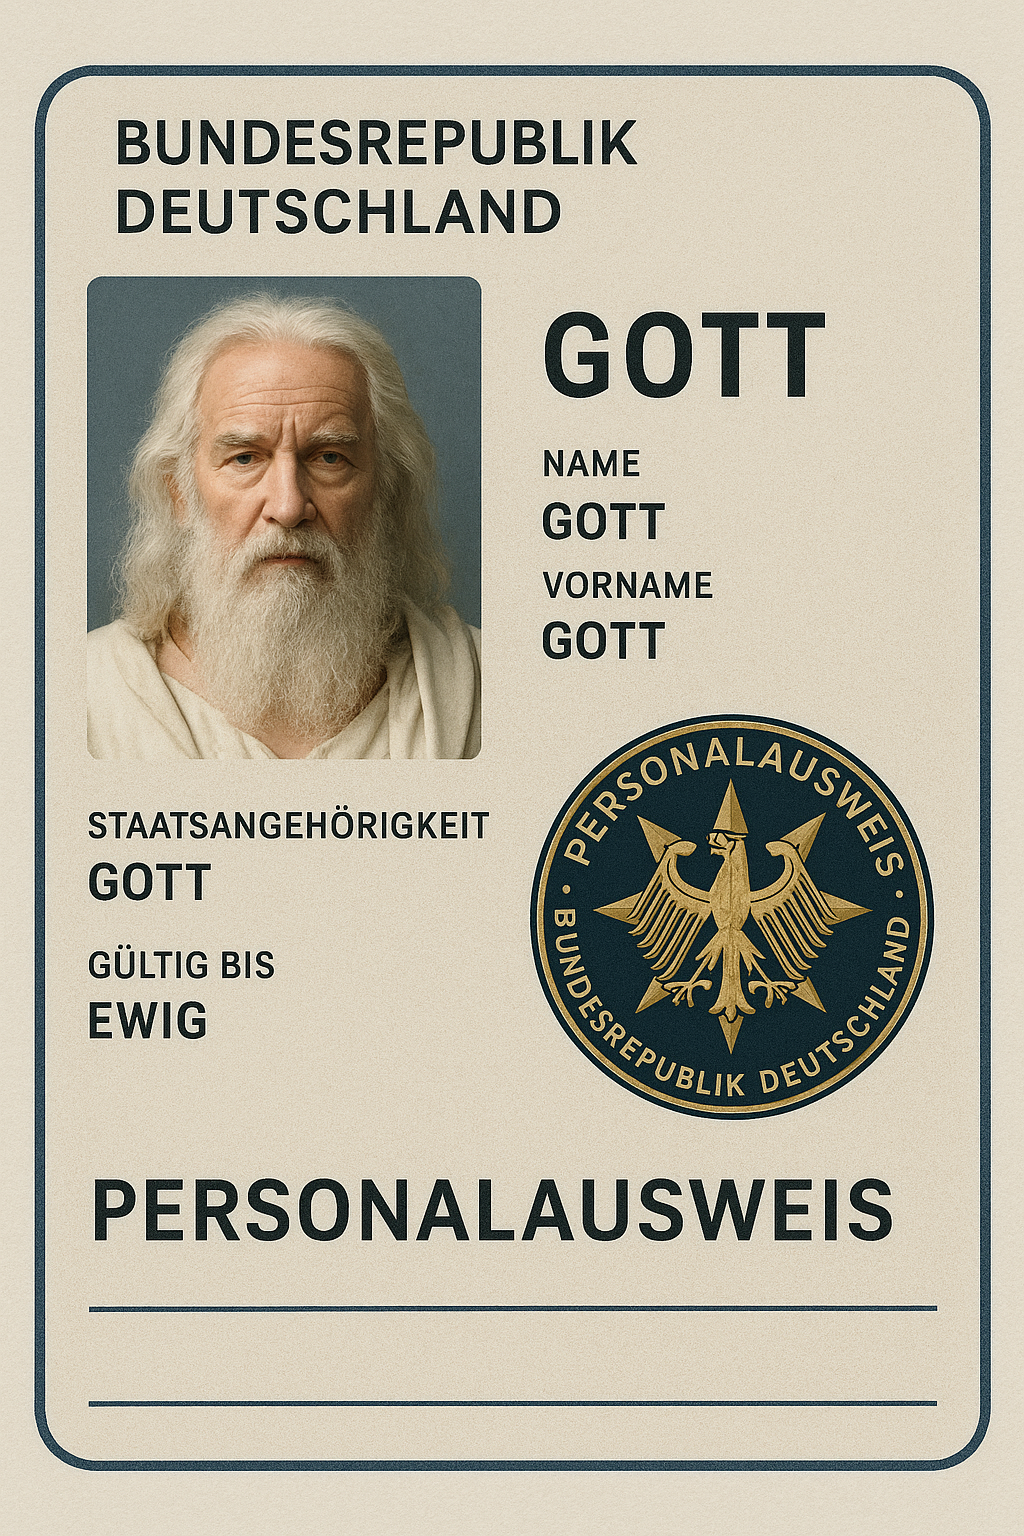 BUNDESREPUBLIK
DEUTSCHLAND
GOTT
NAME
GOTT
VORNAME
GOTT
STAATSANGEHÖRIGKEIT
GOTT
GÜLTIG BIS
EWIG
• PERSONALAUSWEIS •
BUNDESREPUBLIK DEUTSCHLAND
PERSONALAUSWEIS